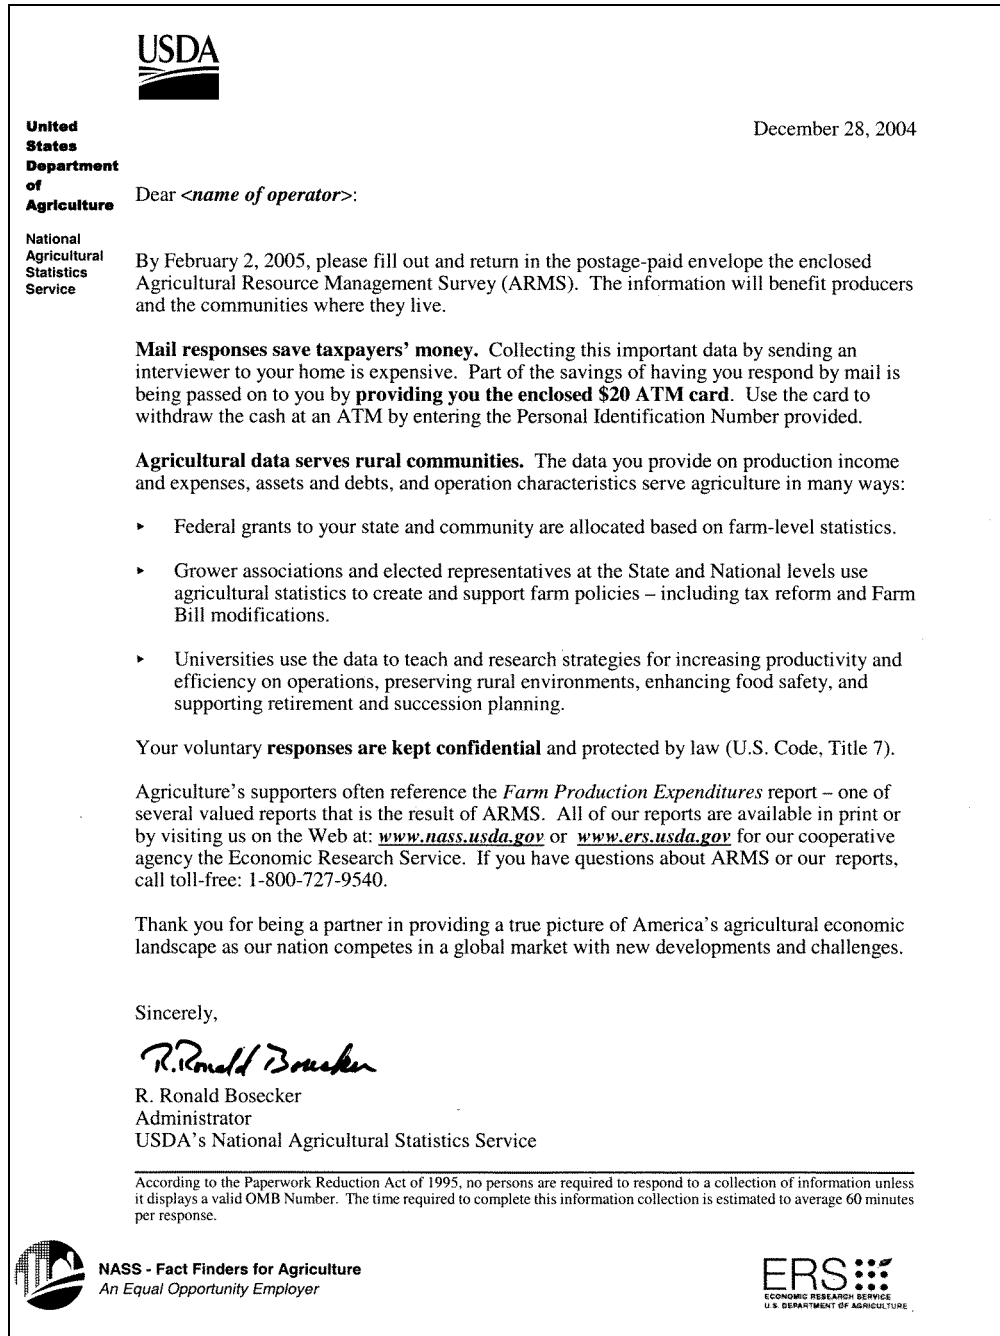 USDA
United
States
Department
of
Agriculture
National
Agricultural
Statistics
Service
December 28, 2004
Dear <name of operator>:
By February 2, 2005, please fill out and return in the postage-paid envelope the enclosed
Agricultural Resource Management Survey (ARMS).  The information will benefit producers
and the communities where they live.
Mail responses save taxpayers' money.  Collecting this important data by sending an
interviewer to your home is expensive.  Part of the savings of having you respond by mail is
being passed on to you by providing you the enclosed $20 ATM card.  Use the card to
withdraw the cash at an ATM by entering the Personal Identification Number provided.
Agricultural data serves rural communities.  The data you provide on production income
and expenses, assets and debts, and operation characteristics serve agriculture in many ways:
▸ Federal grants to your state and community are allocated based on farm-level statistics.
▸ Grower associations and elected representatives at the State and National levels use
agricultural statistics to create and support farm policies – including tax reform and Farm
Bill modifications.
▸ Universities use the data to teach and research strategies for increasing productivity and
efficiency on operations, preserving rural environments, enhancing food safety, and
supporting retirement and succession planning.
Your voluntary responses are kept confidential and protected by law (U.S. Code, Title 7).
Agriculture's supporters often reference the Farm Production Expenditures report – one of
several valued reports that is the result of ARMS.  All of our reports are available in print or
by visiting us on the Web at: www.nass.usda.gov or www.ers.usda.gov for our cooperative
agency the Economic Research Service.  If you have questions about ARMS or our reports,
call toll-free: 1-800-727-9540.
Thank you for being a partner in providing a true picture of America's agricultural economic
landscape as our nation competes in a global market with new developments and challenges.
Sincerely,
R. Ronald Bosecker
R. Ronald Bosecker
Administrator
USDA's National Agricultural Statistics Service
According to the Paperwork Reduction Act of 1995, no persons are required to respond to a collection of information unless
it displays a valid OMB Number.  The time required to complete this information collection is estimated to average 60 minutes
per response.
NASS - Fact Finders for Agriculture
An Equal Opportunity Employer
ERS
ECONOMIC RESEARCH SERVICE
U.S. DEPARTMENT OF AGRICULTURE